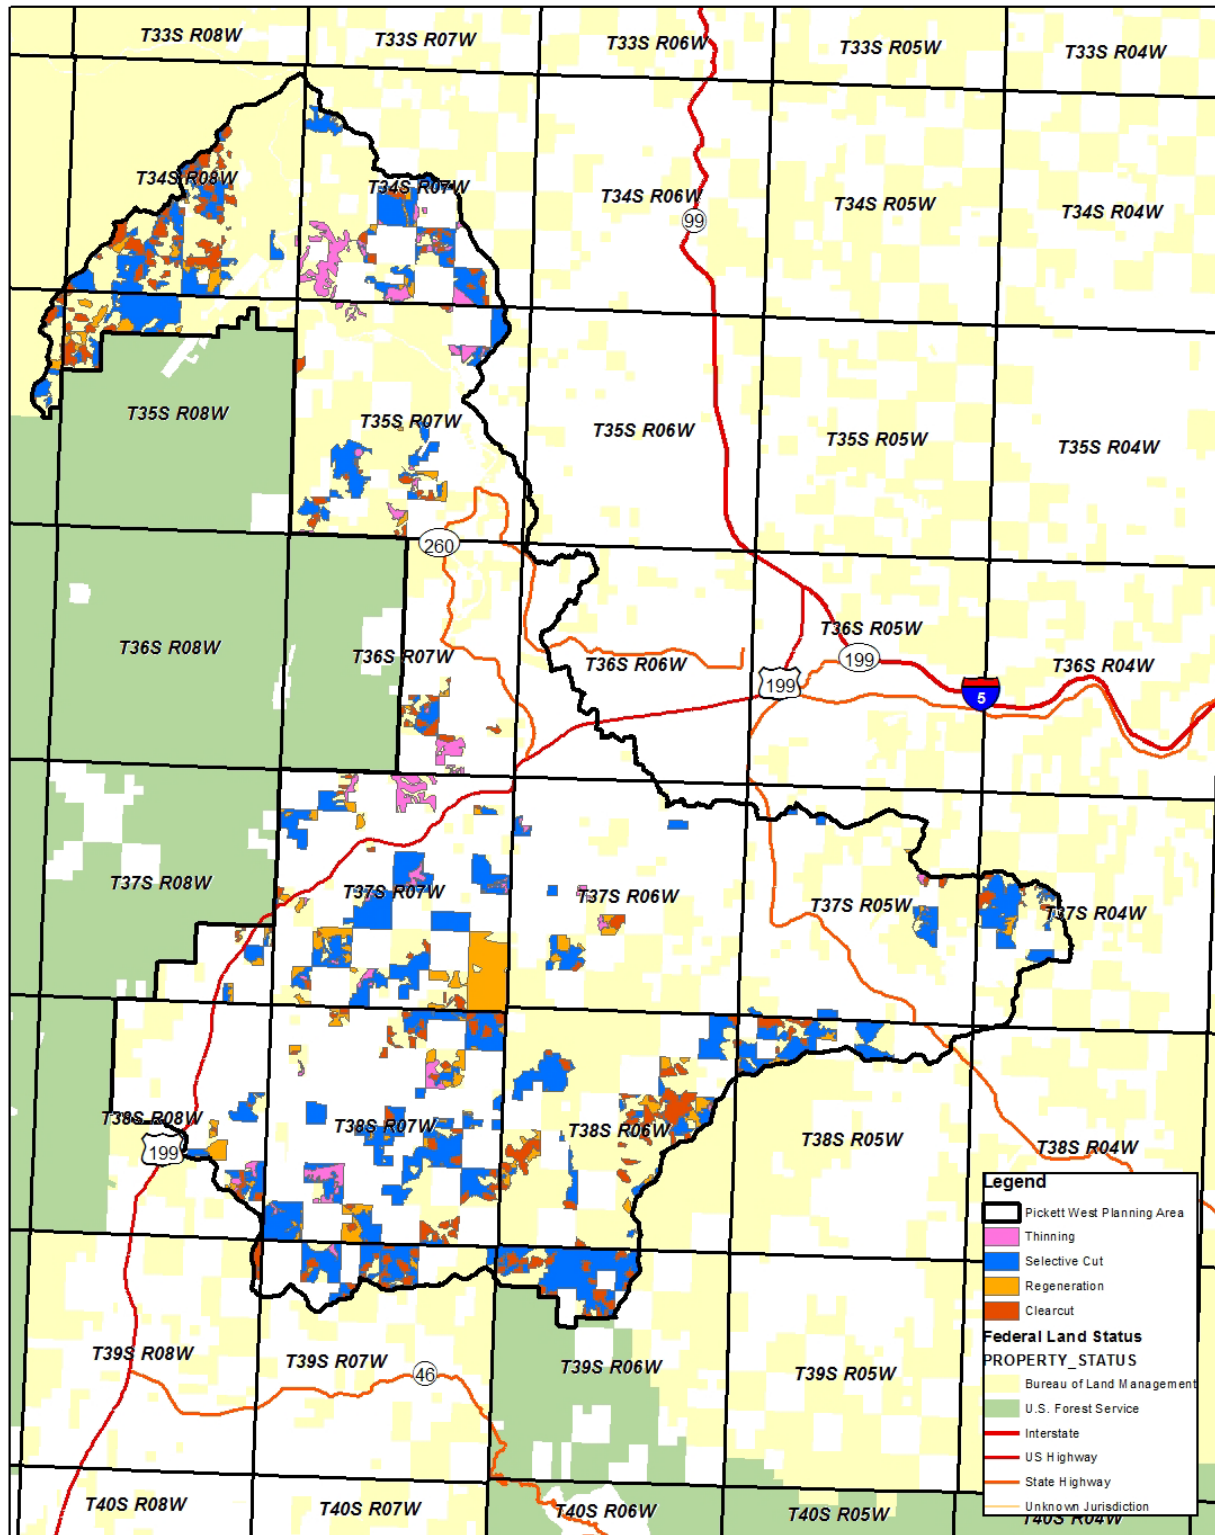 T33S R08W
T33S R07W
T33S R06W
T33S R05W
T33S R04W
T34S R08W
T34S R07W
T34S R06W
T34S R05W
T34S R04W
99
T35S R08W
T35S R07W
T35S R06W
T35S R05W
T35S R04W
260
T36S R08W
T36S R07W
T36S R06W
T36S R05W
T36S R04W
199
199
5
T37S R08W
T37S R07W
T37S R06W
T37S R05W
T37S R04W
T38S R08W
T38S R07W
T38S R06W
T38S R05W
T38S R04W
199
T39S R08W
T39S R07W
T39S R06W
T39S R05W
46
T40S R08W
T40S R07W
T40S R06W
T40S R05W
T40S R04W
Legend
Pickett West Planning Area
Thinning
Selective Cut
Regeneration
Clearcut
Federal Land Status
PROPERTY_STATUS
Bureau of Land Management
U.S. Forest Service
Interstate
US Highway
State Highway
Unknown Jurisdiction